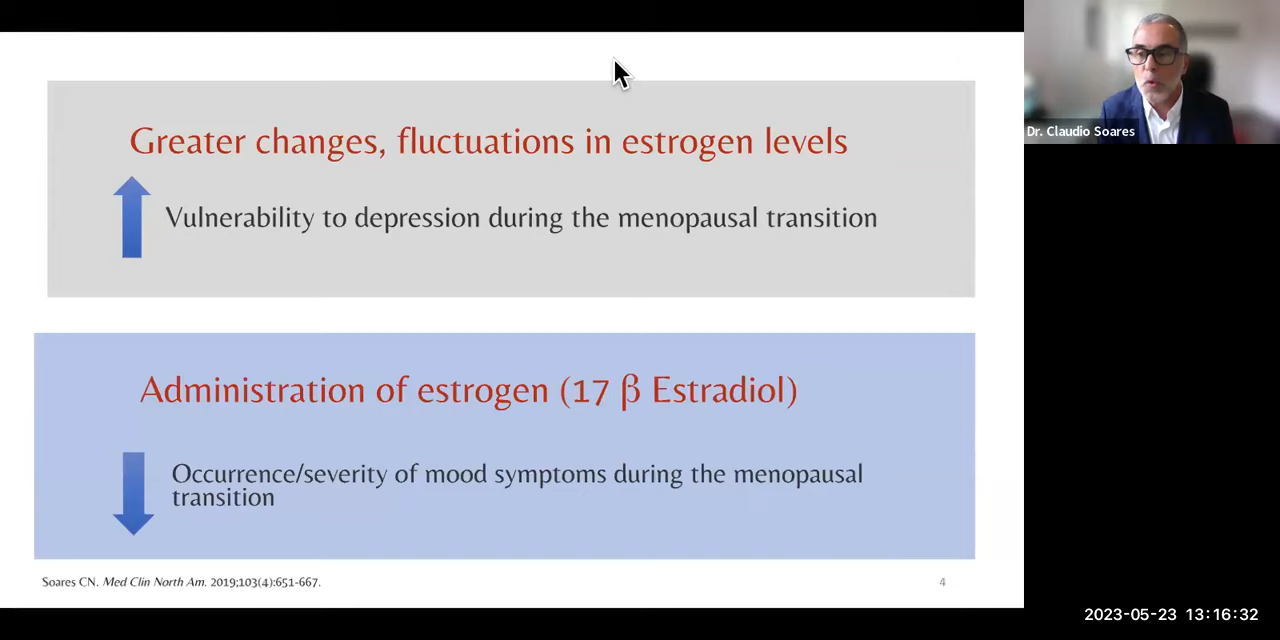 Greater changes, fluctuations in estrogen levels
Vulnerability to depression during the menopausal transition
Administration of estrogen (17 β Estradiol)
Occurrence/severity of mood symptoms during the menopausal
transition
Soares CN. Med Clin North Am. 2019;103(4):651-667.
4
Dr. Claudio Soares
2023-05-23 13:16:32